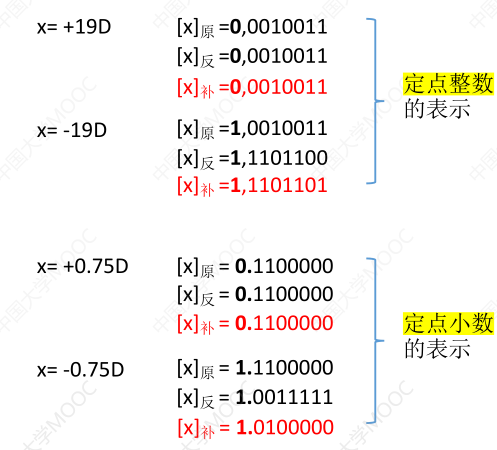 x= +19D
[x]原 =0,0010011
[x]反 =0,0010011
[x]补 =0,0010011
定点整数
的表示
x= -19D
[x]原 =1,0010011
[x]反 =1,1101100
[x]补 =1,1101101
x= +0.75D
[x]原 = 0.1100000
[x]反 = 0.1100000
[x]补 = 0.1100000
定点小数
的表示
x= -0.75D
[x]原 = 1.1100000
[x]反 = 1.0011111
[x]补 = 1.0100000
中国大学MOOC